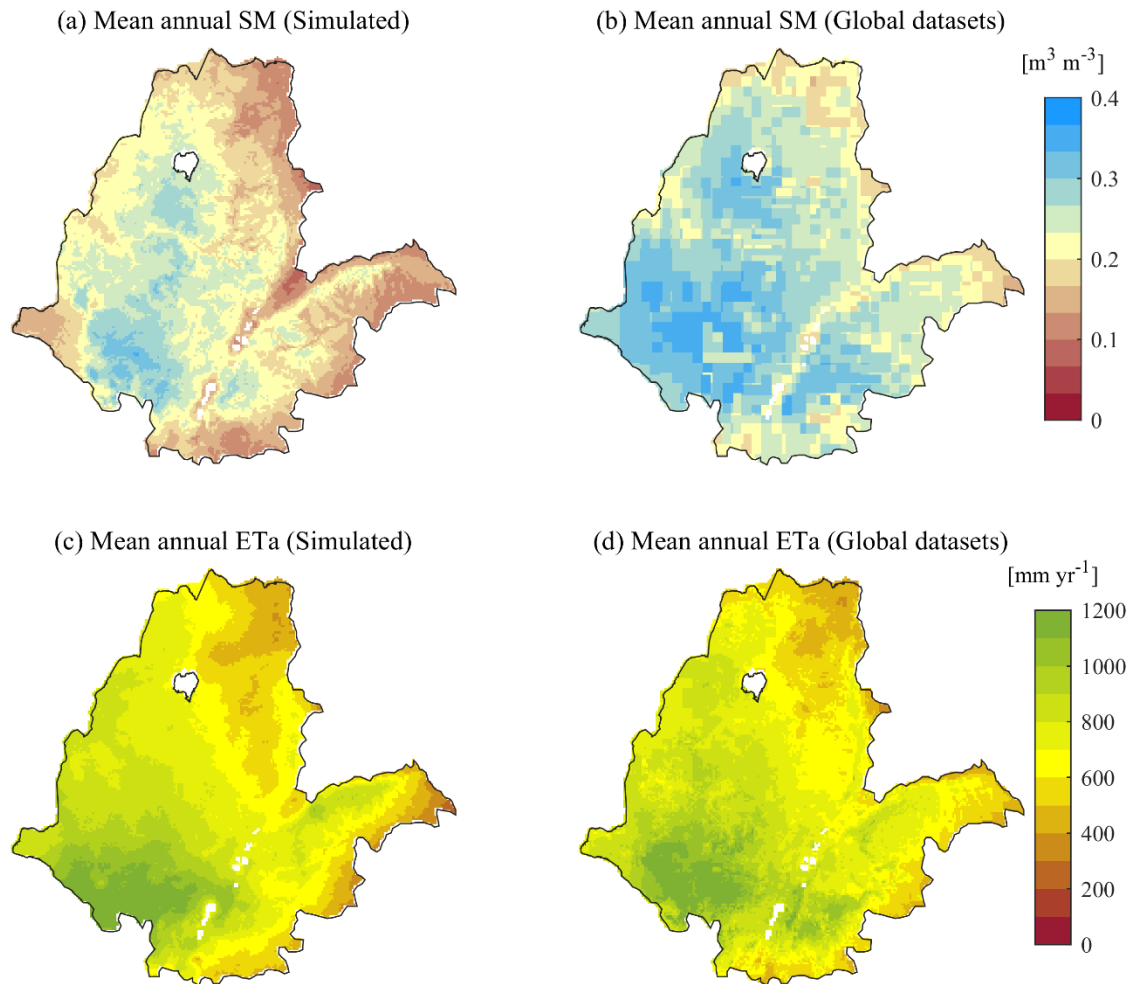 (a) Mean annual SM (Simulated)
(b) Mean annual SM (Global datasets)
[m³ m⁻³]
0.4
0.3
0.2
0.1
0
(c) Mean annual ETa (Simulated)
(d) Mean annual ETa (Global datasets)
[mm yr⁻¹]
1200
1000
800
600
400
200
0